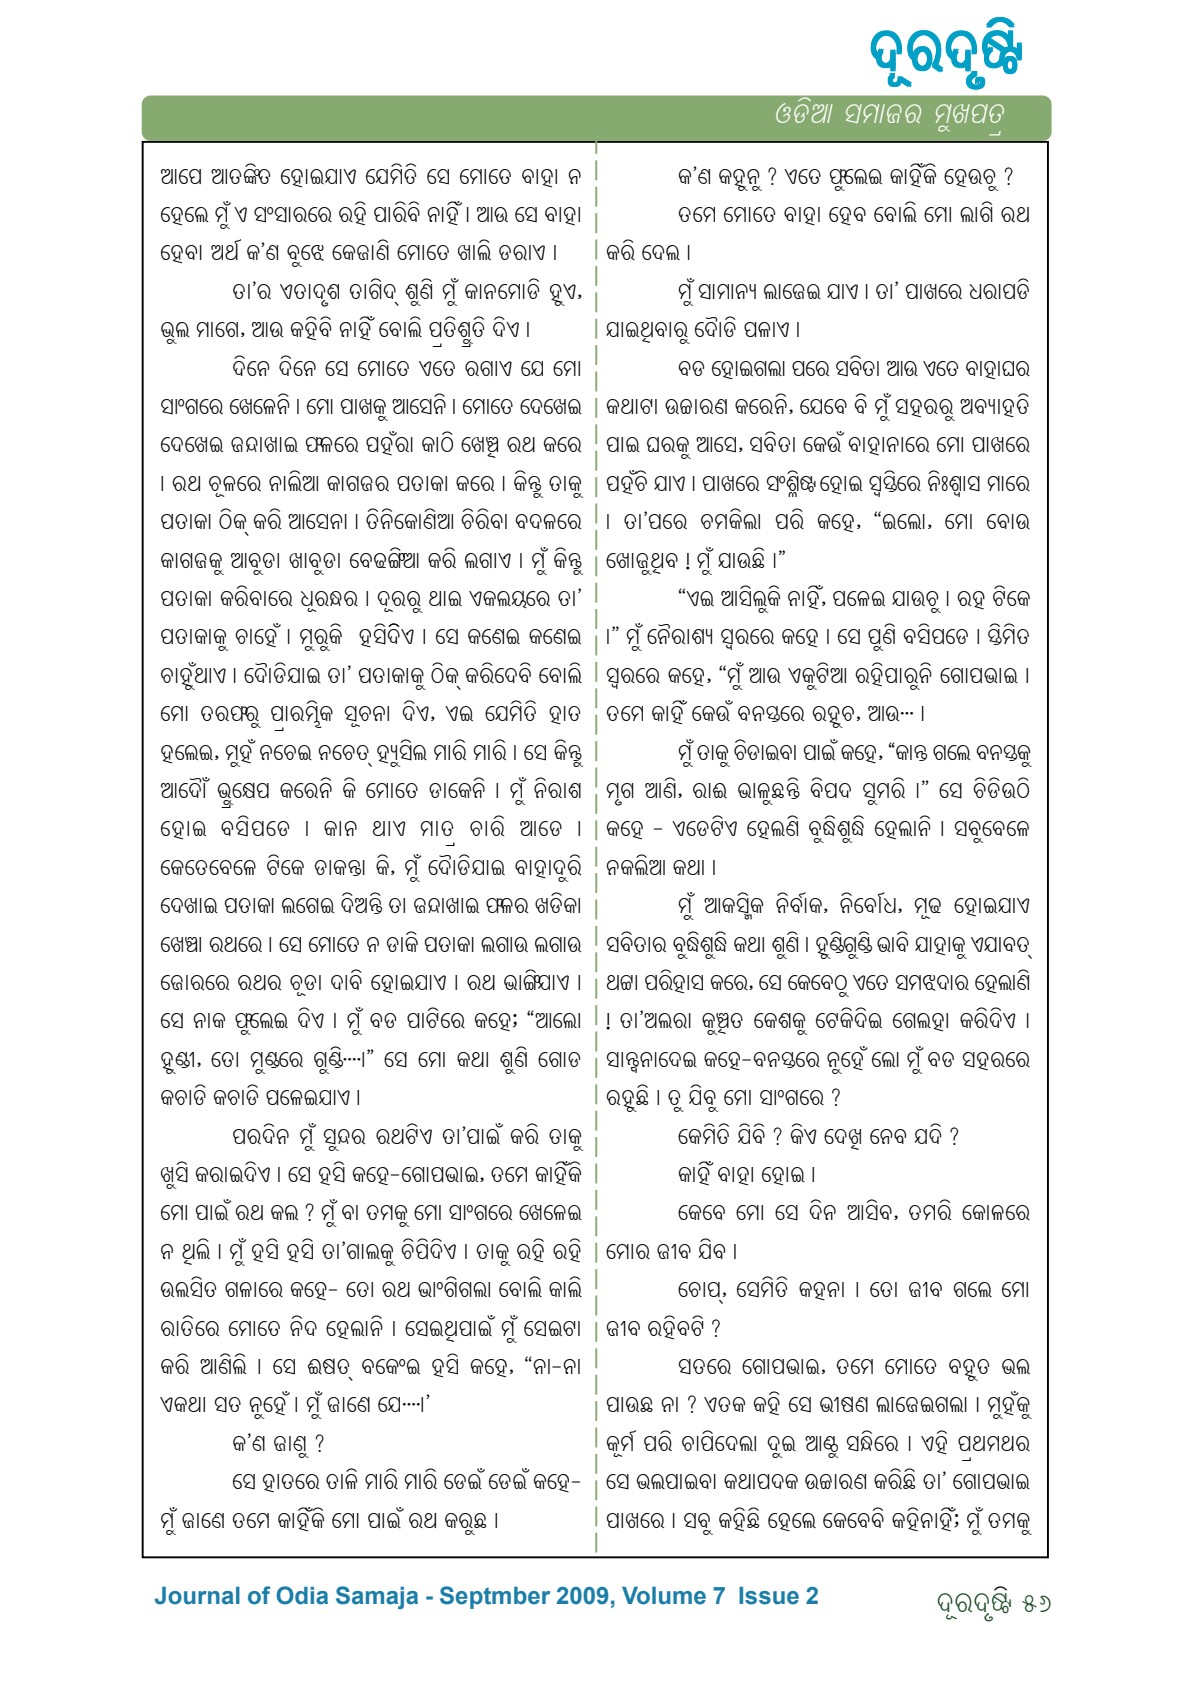 ଦୂରଦୃଷ୍ଟି
ଓଡିଆ ସମାଜର ମୁଖପତ୍ର
ଆପେ ଆତଙ୍କିତ ହୋଇଯାଏ ଯେମିତି ସେ ମୋତେ ବାହା ନ
ହେଲେ ମୁଁ ଏ ସଂସାରରେ ରହି ପାରିବି ନାହିଁ । ଆଉ ସେ ବାହା
ହେବା ଅର୍ଥ କ'ଣ ବୁଝେ କେଜାଣି ମୋତେ ଖାଲି ଡରାଏ ।
ତା'ର ଏତାଦୃଶ ତାଗିଦ୍ ଶୁଣି ମୁଁ କାନମୋଡି ହୁଏ,
ଭୁଲ ମାଗେ, ଆଉ କହିବି ନାହିଁ ବୋଲି ପ୍ରତିଶ୍ରୁତି ଦିଏ ।
ଦିନେ ଦିନେ ସେ ମୋତେ ଏତେ ରଗାଏ ଯେ ମୋ
ସାଂଗରେ ଖେଳେନି । ମୋ ପାଖକୁ ଆସେନି । ମୋତେ ଦେଖେଇ
ଦେଖେଇ ଜନ୍ଦାଖାଇ ଫଳରେ ପହଁରା କାଠି ଖେଞ୍ଚି ରଥ କରେ
। ରଥ ଚୂଳରେ ନାଲିଆ କାଗଜର ପତାକା କରେ । କିନ୍ତୁ ତାକୁ
ପତାକା ଠିକ୍ କରି ଆସେନା । ତିନିକୋଣିଆ ଚିରିବା ବଦଳରେ
କାଗଜକୁ ଆବୁଡା ଖାବୁଡା ବେଢଙ୍ଗିଆ କରି ଲଗାଏ । ମୁଁ କିନ୍ତୁ
ପତାକା କରିବାରେ ଧୂରନ୍ଧର । ଦୂରରୁ ଥାଇ ଏକଲୟରେ ତା'
ପତାକାକୁ ଚାହେଁ । ମୁରୁକି ହସିଦିଏ । ସେ କଣେଇ କଣେଇ
ଚାହୁଁଥାଏ । ଦୌାଡିଯାଇ ତା' ପତାକାକୁ ଠିକ୍ କରିଦେବି ବୋଲି
ମୋ ତରଫରୁ ପ୍ରାରମ୍ଭିକ ସୂଚନା ଦିଏ, ଏଇ ଯେମିତି ହାତ
ହଲେଇ, ମୁହଁ ନଚେଇ ନଚେତ୍ ହ୍ୟୁସିଲ ମାରି ମାରି । ସେ କିନ୍ତୁ
ଆଦୌଁ ଭ୍ରୁକ୍ଷେପ କରେନି କି ମୋତେ ଡାକେନି । ମୁଁ ନିରାଶ
ହୋଇ ବସିପଡେ । କାନ ଥାଏ ମାତ୍ର ଚାରି ଆଡେ ।
କେତେବେଳେ ଟିକେ ଡାକନ୍ତା କି, ମୁଁ ଦୌାଡିଯାଇ ବାହାଦୁରି
ଦେଖାଇ ପତାକା ଲଗେଇ ଦିଅନ୍ତି ତା ଜନ୍ଦାଖାଇ ଫଳର ଖଡିକା
ଖେଞ୍ଚା ରଥରେ । ସେ ମୋତେ ନ ଡାକି ପତାକା ଲଗାଉ ଲଗାଉ
ଜୋରରେ ରଥର ଚୂଡା ଦାବି ହୋଇଯାଏ । ରଥ ଭାଙ୍ଗିଯାଏ ।
ସେ ନାକ ଫୁଲେଇ ଦିଏ । ମୁଁ ବଡ ପାଟିରେ କହେ; “ଆଲୋ
ହୁଣ୍ଡୀ, ତୋ ମୁଣ୍ଡରେ ଗୁଣ୍ଡି....।” ସେ ମୋ କଥା ଶୁଣି ଗୋଡ
କଚାଡି କଚାଡି ପଳେଇଯାଏ ।
ପରଦିନ ମୁଁ ସୁନ୍ଦର ରଥଟିଏ ତା'ପାଇଁ କରି ତାକୁ
ଖୁସି କରାଇଦିଏ । ସେ ହସି କହେ-ଗୋପଭାଇ, ତମେ କାହିଁକି
ମୋ ପାଇଁ ରଥ କଲ ? ମୁଁ ବା ତମକୁ ମୋ ସାଂଗରେ ଖେଳେଇ
ନ ଥିଲି । ମୁଁ ହସି ହସି ତା'ଗାଲକୁ ଚିପିଦିଏ । ତାକୁ ରହି ରହି
ଉଲସିତ ଗଳାରେ କହେ- ତୋ ରଥ ଭାଂଗିଗଲା ବୋଲି କାଲି
ରାତିରେ ମୋତେ ନିଦ ହେଲାନି । ସେଇଥିପାଇଁ ମୁଁ ସେଇଟା
କରି ଆଣିଲି । ସେ ଈଷତ୍ ବକେଂଇ ହସି କହେ, “ନା-ନା
ଏକଥା ସତ ନୁହେଁ । ମୁଁ ଜାଣେ ଯେ....।’
କ'ଣ ଜାଣୁ ?
ସେ ହାତରେ ତାଳି ମାରି ମାରି ଡେଇଁ ଡେଇଁ କହେ-
ମୁଁ ଜାଣେ ତମେ କାହିଁକି ମୋ ପାଇଁ ରଥ କରୁଛ ।
କ'ଣ କହୁନୁ ? ଏତେ ଫୁଲେଇ କାହିଁକି ହେଉଚୁ ?
ତମେ ମୋତେ ବାହା ହେବ ବୋଲି ମୋ ଲାଗି ରଥ
କରି ଦେଲ ।
ମୁଁ ସାମାନ୍ୟ ଲାଜେଇ ଯାଏ । ତା' ପାଖରେ ଧରାପଡି
ଯାଇଥିବାରୁ ଦୌାଡି ପଳାଏ ।
ବଡ ହୋଇଗଲା ପରେ ସବିତା ଆଉ ଏତେ ବାହାଘର
କଥାଟା ଉଚ୍ଚାରଣ କରେନି, ଯେବେ ବି ମୁଁ ସହରରୁ ଅବ୍ୟାହତି
ପାଇ ଘରକୁ ଆସେ, ସବିତା କେଉଁ ବାହାନାରେ ମୋ ପାଖରେ
ପହଁଚି ଯାଏ । ପାଖରେ ସଂଶ୍ଳିଷ୍ଟ ହୋଇ ସ୍ୱସ୍ତିରେ ନିଃଶ୍ୱାସ ମାରେ
। ତା'ପରେ ଚମକିଲା ପରି କହେ, “ଇଲୋ, ମୋ ବୋଉ
ଖୋଜୁଥିବ ! ମୁଁ ଯାଉଛି ।”
“ଏଇ ଆସିଲୁକି ନାହିଁ, ପଳେଇ ଯାଉଚୁ । ରହ ଟିକେ
।” ମୁଁ ନୈରାଶ୍ୟ ସ୍ୱରରେ କହେ । ସେ ପୁଣି ବସିପଡେ । ସ୍ତିମିତ
ସ୍ୱରରେ କହେ, “ମୁଁ ଆଉ ଏକୁଟିଆ ରହିପାରୁନି ଗୋପଭାଇ ।
ତମେ କାହିଁ କେଉଁ ବନସ୍ତରେ ରହୁଚ, ଆଉ... ।
ମୁଁ ତାକୁ ଚିଡାଇବା ପାଇଁ କହେ, “କାନ୍ତ ଗଲେ ବନସ୍ତକୁ
ମୃଗ ଆଣି, ରାଈ ଭାଳୁଛନ୍ତି ବିପଦ ସୁମରି ।” ସେ ଚିଡିଉଠି
କହେ - ଏଡେଟିଏ ହେଲଣି ବୁଦ୍ଧିଶୁଦ୍ଧି ହେଲାନି । ସବୁବେଳେ
ନକଲିଆ କଥା ।
ମୁଁ ଆକସ୍ମିକ ନିର୍ବାକ, ନିର୍ବୋଧ, ମୂଢ ହୋଇଯାଏ
ସବିତାର ବୁଦ୍ଧିଶୁଦ୍ଧି କଥା ଶୁଣି । ହୁଣ୍ଡିଗୁଣ୍ଡି ଭାବି ଯାହାକୁ ଏଯାବତ୍
ଥଟ୍ଟା ପରିହାସ କରେ, ସେ କେବେଠୁ ଏତେ ସମଝଦାର ହେଲାଣି
! ତା'ଅଲରା କୁଞ୍ଚିତ କେଶକୁ ଟେକିଦିଇ ଗେଲହା କରିଦିଏ ।
ସାନ୍ତ୍ୱନାଦେଇ କହେ-ବନସ୍ତରେ ନୁହେଁ ଲୋ ମୁଁ ବଡ ସହରରେ
ରହୁଛି । ତୁ ଯିବୁ ମୋ ସାଂଗରେ ?
କେମିତି ଯିବି ? କିଏ ଦେଖି ନେବ ଯଦି ?
କାହିଁ ବାହା ହୋଇ ।
କେବେ ମୋ ସେ ଦିନ ଆସିବ, ତମରି କୋଳରେ
ମୋର ଜୀବ ଯିବ ।
ଚୋପ୍, ସେମିତି କହନା । ତୋ ଜୀବ ଗଲେ ମୋ
ଜୀବ ରହିବଟି ?
ସତରେ ଗୋପଭାଇ, ତମେ ମୋତେ ବହୁତ ଭଲ
ପାଉଛ ନା ? ଏତକ କହି ସେ ଭୀଷଣ ଲାଜେଇଗଲା । ମୁହଁକୁ
କୂର୍ମ ପରି ଚାପିଦେଲା ଦୁଇ ଆଣ୍ଠୁ ସନ୍ଧିରେ । ଏହି ପ୍ରଥମଥର
ସେ ଭଲପାଇବା କଥାପଦକ ଉଚ୍ଚାରଣ କରିଛି ତା' ଗୋପଭାଇ
ପାଖରେ । ସବୁ କହିଛି ହେଲେ କେବେବି କହିନାହିଁ; ମୁଁ ତମକୁ
Journal of Odia Samaja - Septmber 2009, Volume 7 Issue 2
ଦୂରଦୃଷ୍ଟି ୫୬